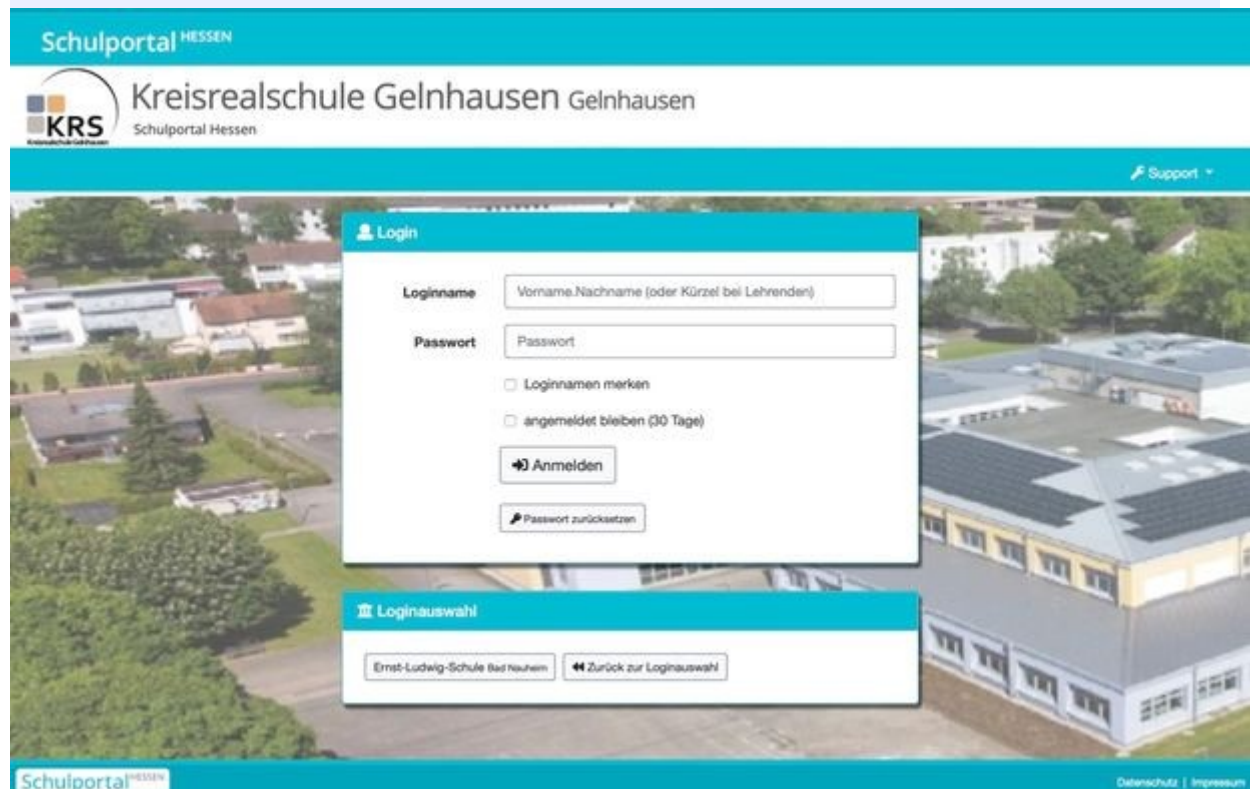 Schulportal HESSEN
Kreisrealschule Gelnhausen Gelnhausen
Schulportal Hessen
KRS
Kreisrealschule Gelnhausen
Support
Login
Loginname
Vorname.Nachname (oder Kürzel bei Lehrenden)
Passwort
Passwort
Loginnamen merken
angemeldet bleiben (30 Tage)
Anmelden
Passwort zurücksetzen
Loginauswahl
Ernst-Ludwig-Schule Bad Nauheim
Zurück zur Loginauswahl
Schulportal HESSEN
Datenschutz | Impressum